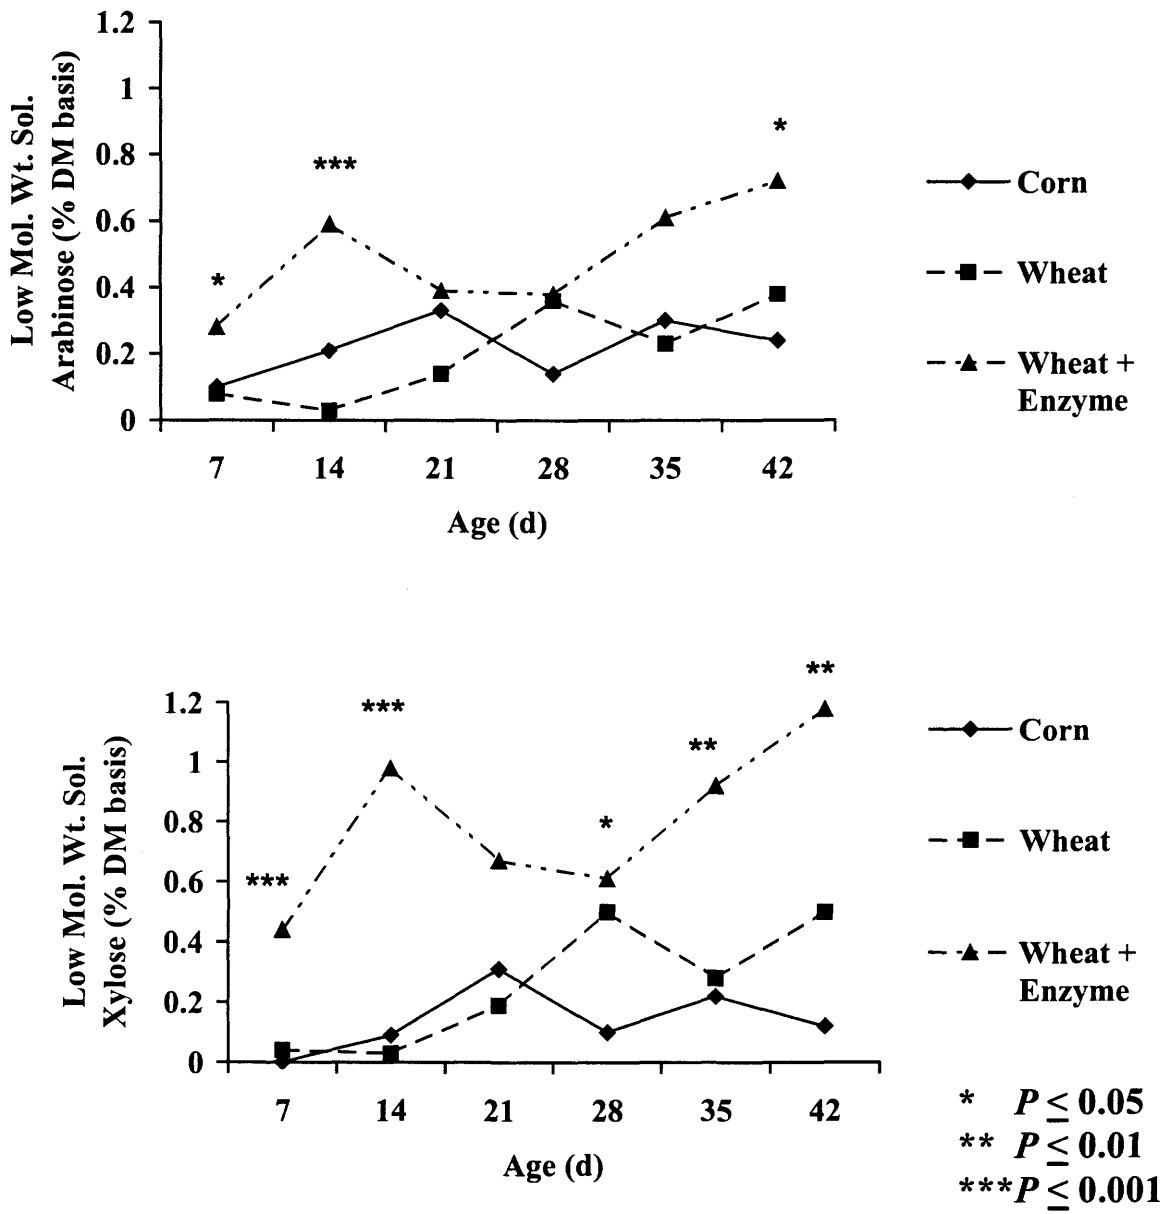 Low Mol. Wt. Sol.
Arabinose (% DM basis)
1.2
1
0.8
0.6
0.4
0.2
0
*
***
*
7 14 21 28 35 42
Age (d)
Corn
Wheat
Wheat +
Enzyme
Low Mol. Wt. Sol.
Xylose (% DM basis)
1.2
1
0.8
0.6
0.4
0.2
0
***
***
*
**
**
7 14 21 28 35 42
Age (d)
Corn
Wheat
Wheat +
Enzyme
* P ≤ 0.05
** P ≤ 0.01
*** P ≤ 0.001